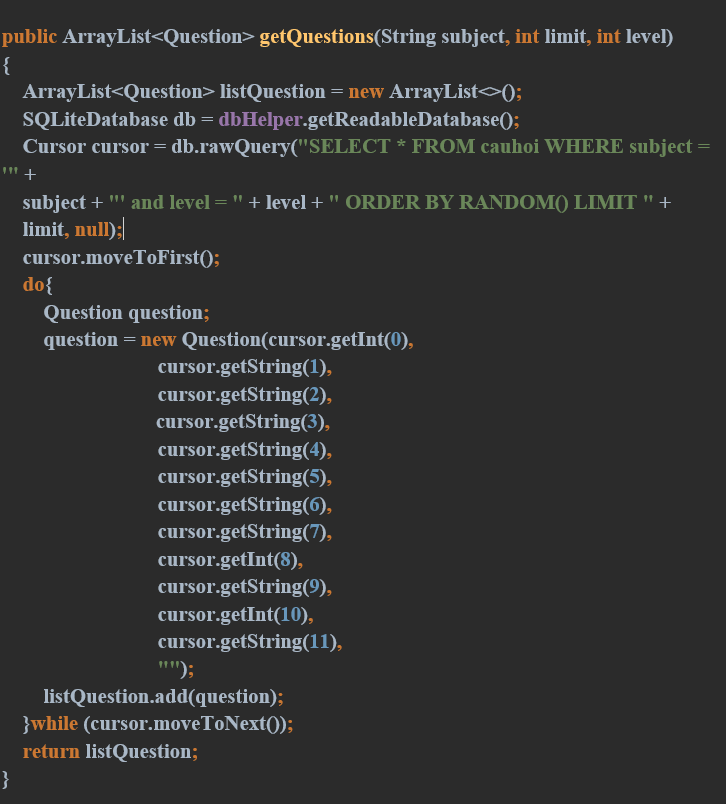 public ArrayList<Question> getQuestions(String subject, int limit, int level)
{
    ArrayList<Question> listQuestion = new ArrayList<>();
    SQLiteDatabase db = dbHelper.getReadableDatabase();
    Cursor cursor = db.rawQuery("SELECT * FROM cauhoi WHERE subject =
'" +
    subject + "' and level = " + level + " ORDER BY RANDOM() LIMIT " +
    limit, null);
    cursor.moveToFirst();
    do{
        Question question;
        question = new Question(cursor.getInt(0),
                              cursor.getString(1),
                              cursor.getString(2),
                              cursor.getString(3),
                              cursor.getString(4),
                              cursor.getString(5),
                              cursor.getString(6),
                              cursor.getString(7),
                              cursor.getInt(8),
                              cursor.getString(9),
                              cursor.getInt(10),
                              cursor.getString(11),
                              "");
        listQuestion.add(question);
    }while (cursor.moveToNext());
    return listQuestion;
}